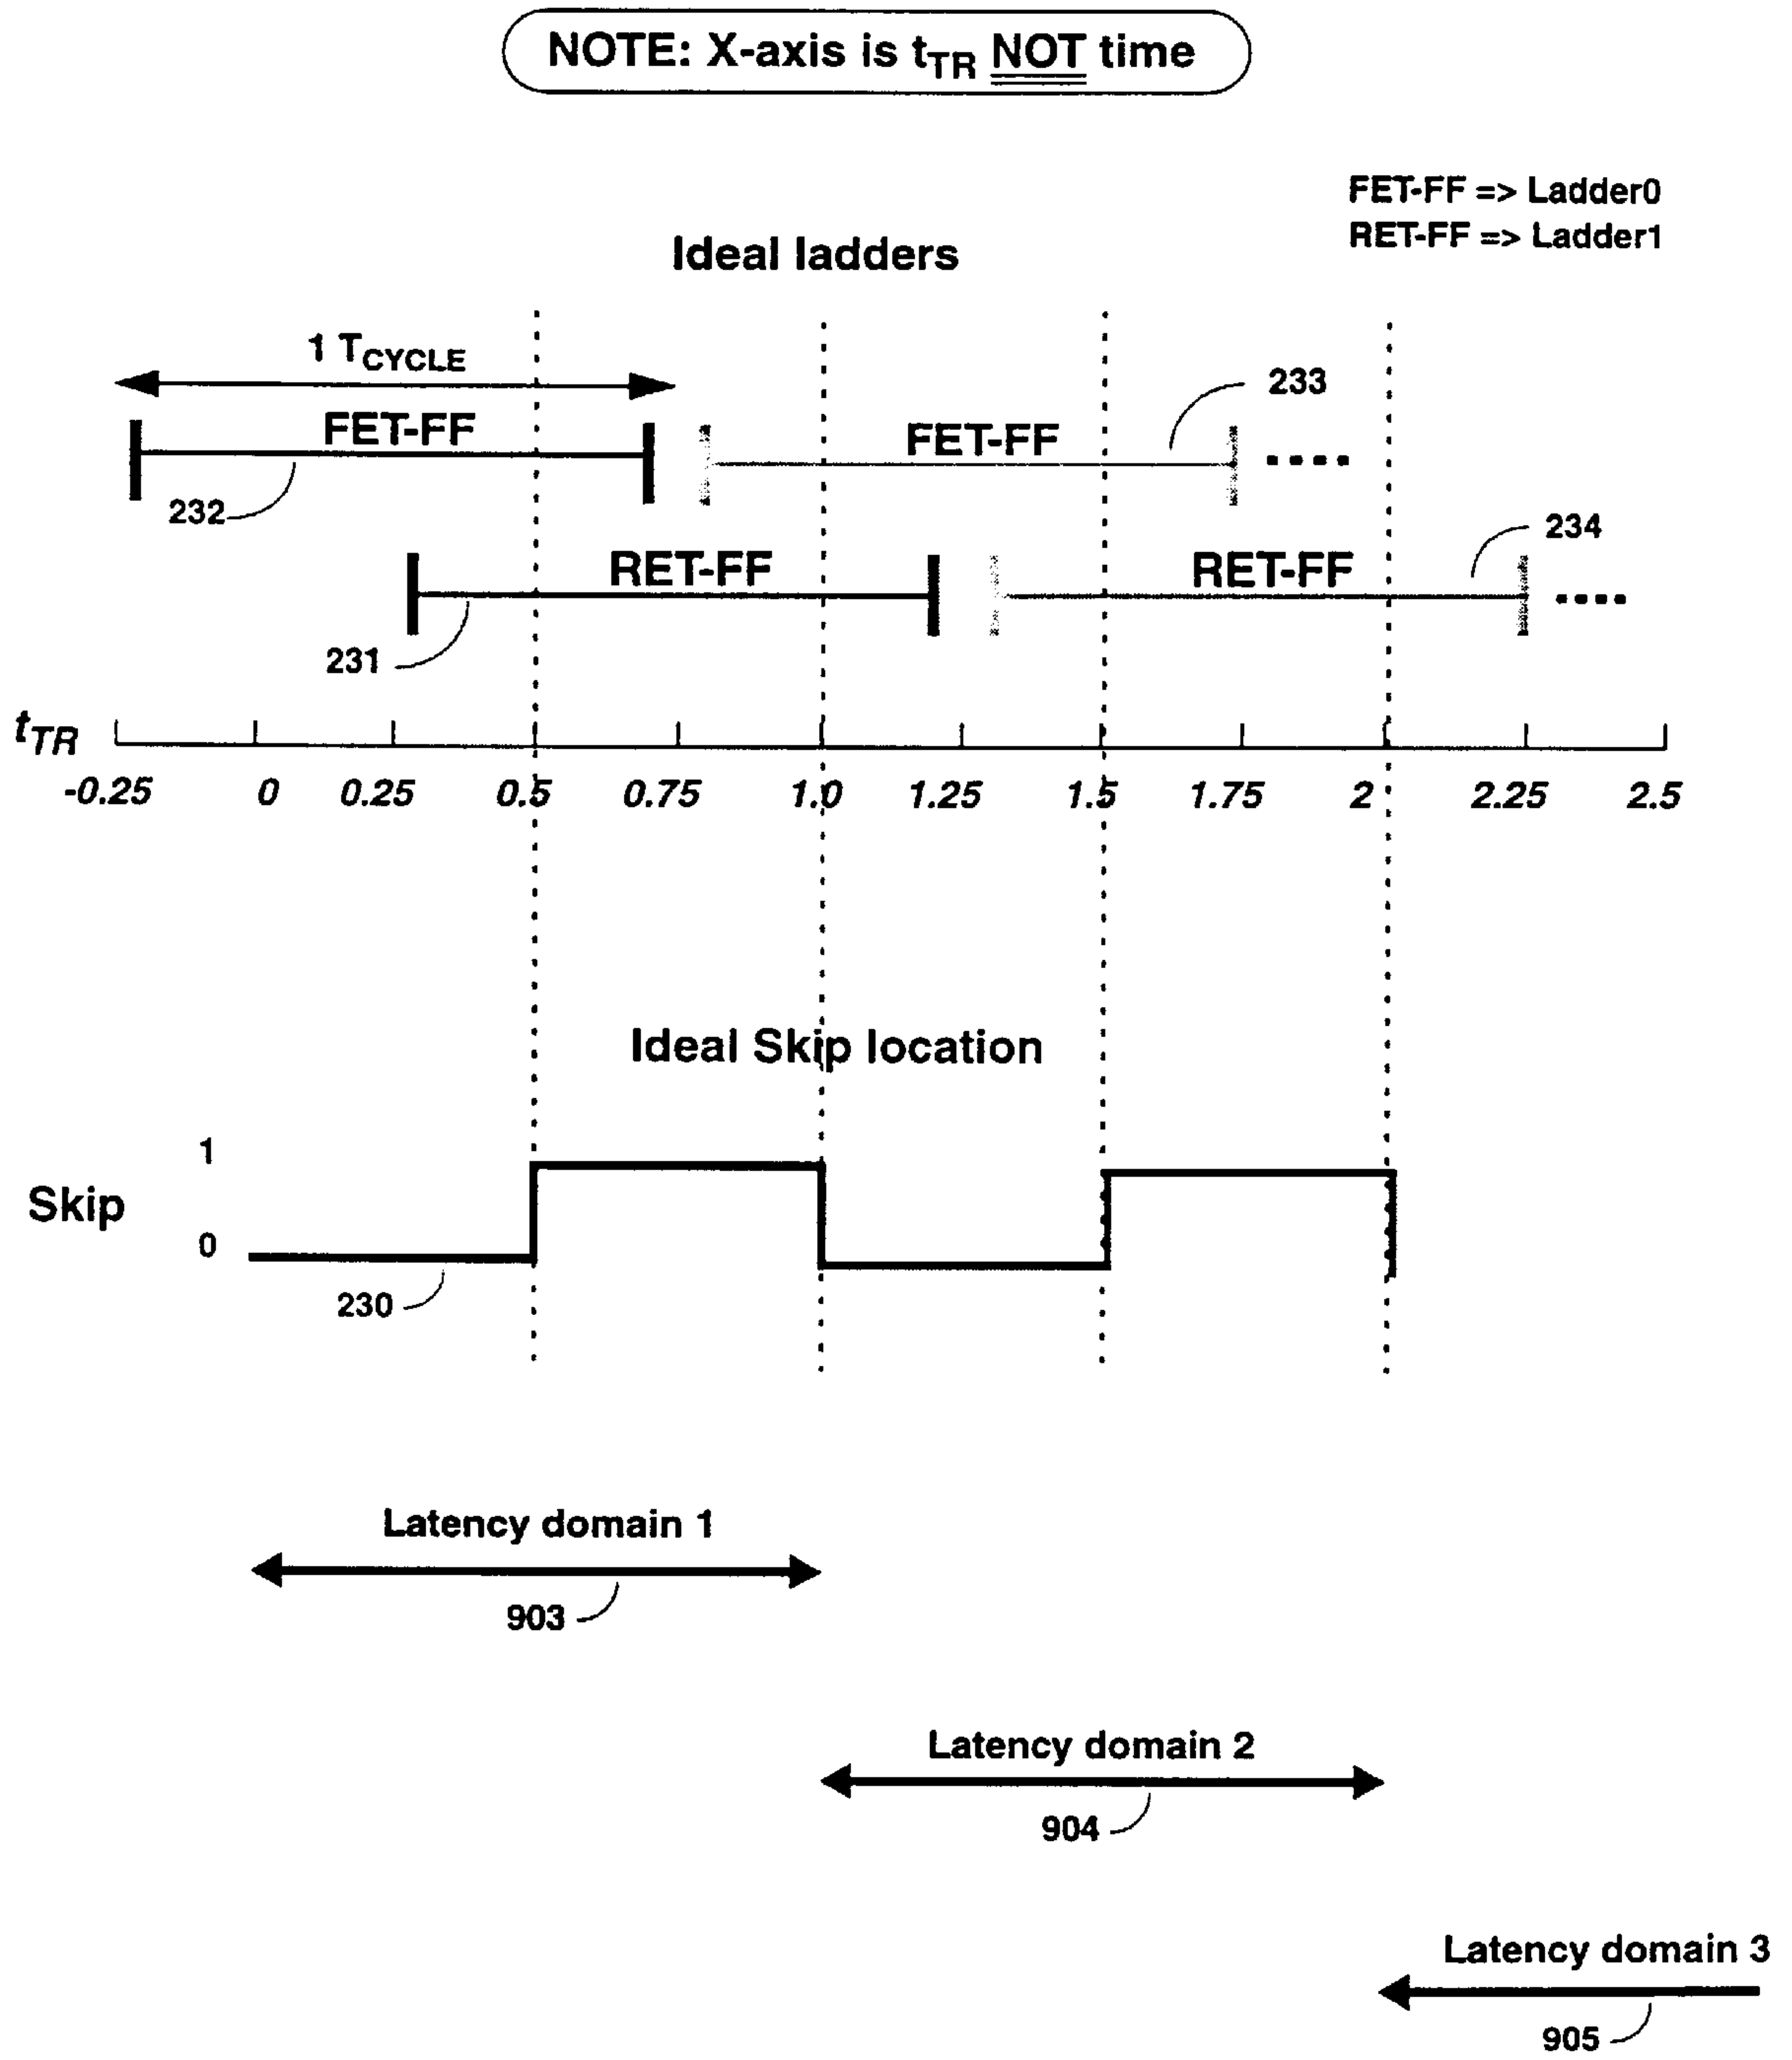 NOTE: X-axis is tTR NOT time
FET-FF => Ladder0
RET-FF => Ladder1
Ideal ladders
1 TCYCLE
233
FET-FF
FET-FF
232
234
RET-FF
RET-FF
231
tTR
-0.25 0 0.25 0.5 0.75 1.0 1.25 1.5 1.75 2 2.25 2.5
Ideal Skip location
1
Skip
0
230
Latency domain 1
903
Latency domain 2
904
Latency domain 3
905